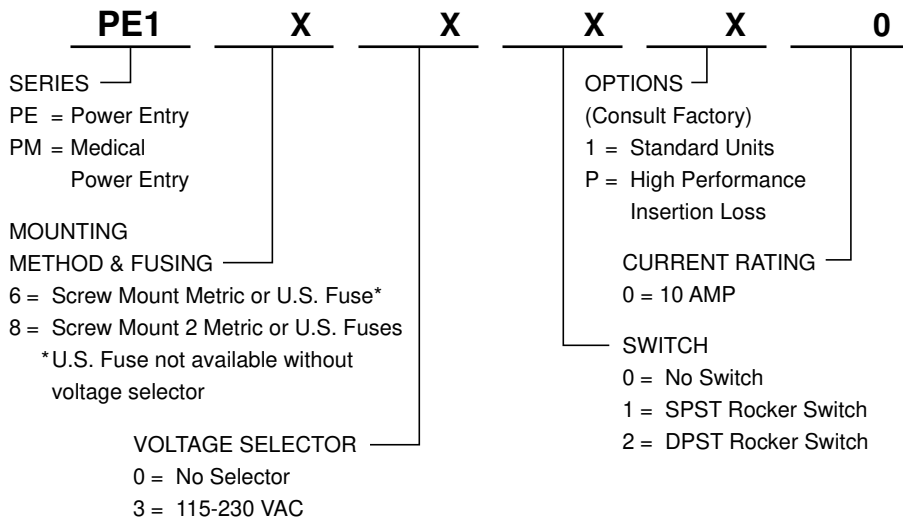 PE1 X X X X 0
SERIES
PE = Power Entry
PM = Medical
Power Entry
MOUNTING
METHOD & FUSING
6 = Screw Mount Metric or U.S. Fuse*
8 = Screw Mount 2 Metric or U.S. Fuses
*U.S. Fuse not available without
voltage selector
VOLTAGE SELECTOR
0 = No Selector
3 = 115-230 VAC
OPTIONS
(Consult Factory)
1 = Standard Units
P = High Performance
Insertion Loss
CURRENT RATING
0 = 10 AMP
SWITCH
0 = No Switch
1 = SPST Rocker Switch
2 = DPST Rocker Switch